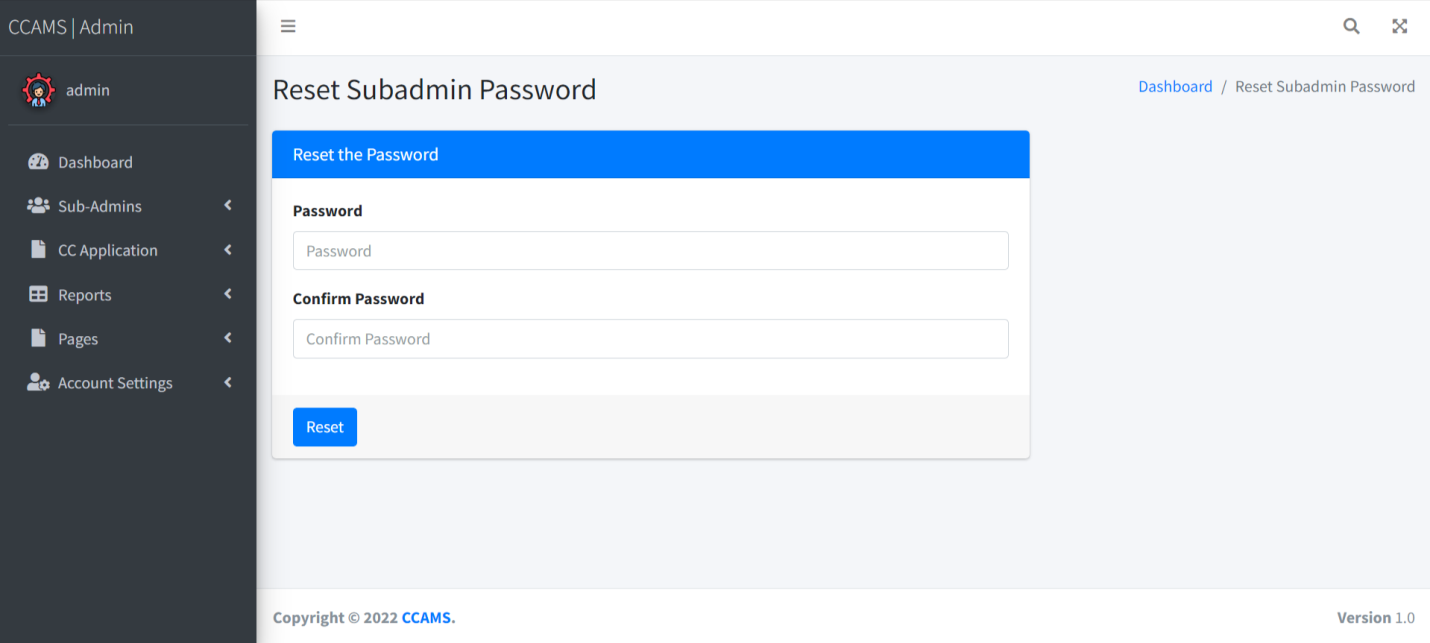 CCAMS | Admin
admin
Dashboard
Sub-Admins
CC Application
Reports
Pages
Account Settings
Reset Subadmin Password
Dashboard / Reset Subadmin Password
Reset the Password
Password
Password
Confirm Password
Confirm Password
Reset
Copyright © 2022 CCAMS.
Version 1.0